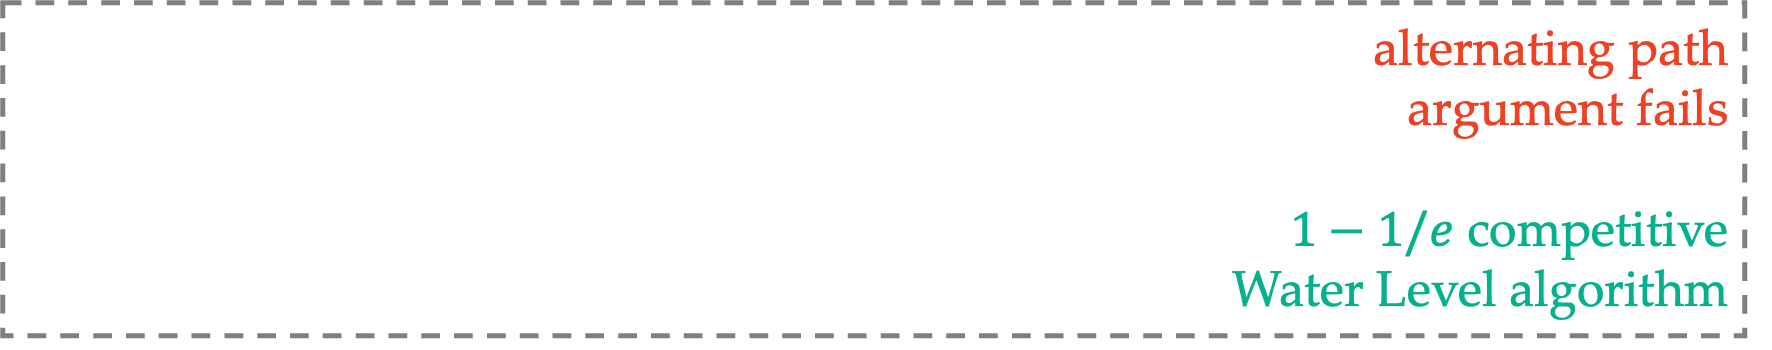 alternating path
argument fails
1 − 1/e competitive
Water Level algorithm